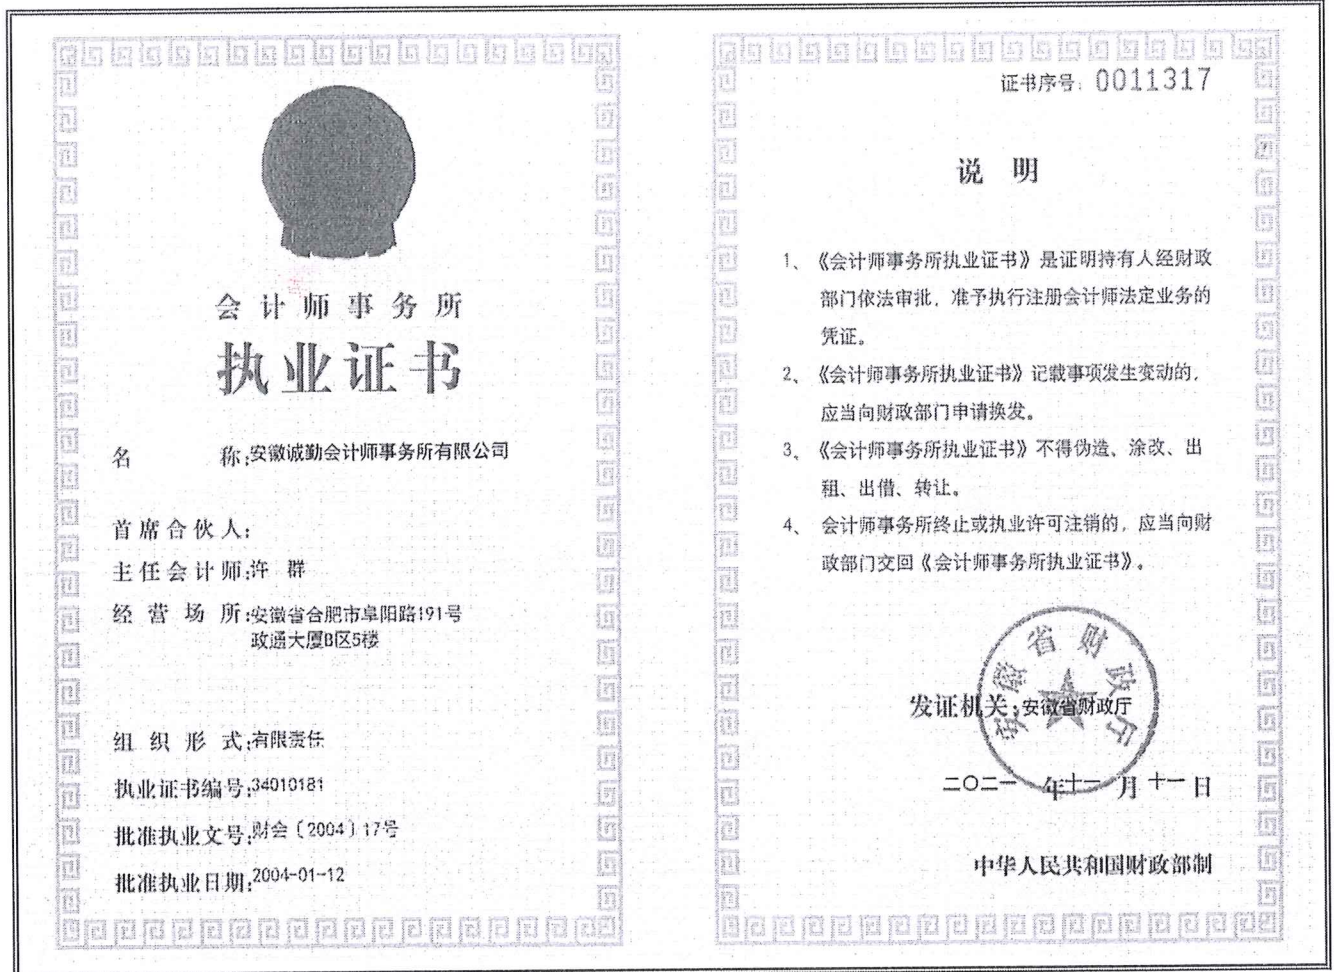 会计师事务所
执业证书
名 称:安徽诚勤会计师事务所有限公司
首席合伙人:
主任会计师:许 群
经营场所:安徽省合肥市阜阳路191号
政通大厦B区5楼
组织形式:有限责任
执业证书编号:34010181
批准执业文号:财会〔2004〕17号
批准执业日期:2004-01-12
证书序号:0011317
说 明
1、《会计师事务所执业证书》是证明持有人经财政
部门依法审批,准予执行注册会计师法定业务的
凭证。
2、《会计师事务所执业证书》记载事项发生变动的,
应当向财政部门申请换发。
3、《会计师事务所执业证书》不得伪造、涂改、出
租、出借、转让。
4、会计师事务所终止或执业许可注销的,应当向财
政部门交回《会计师事务所执业证书》。
安徽省财政厅
发证机关:安徽省财政厅
二〇二一 年十一 月十一 日
中华人民共和国财政部制